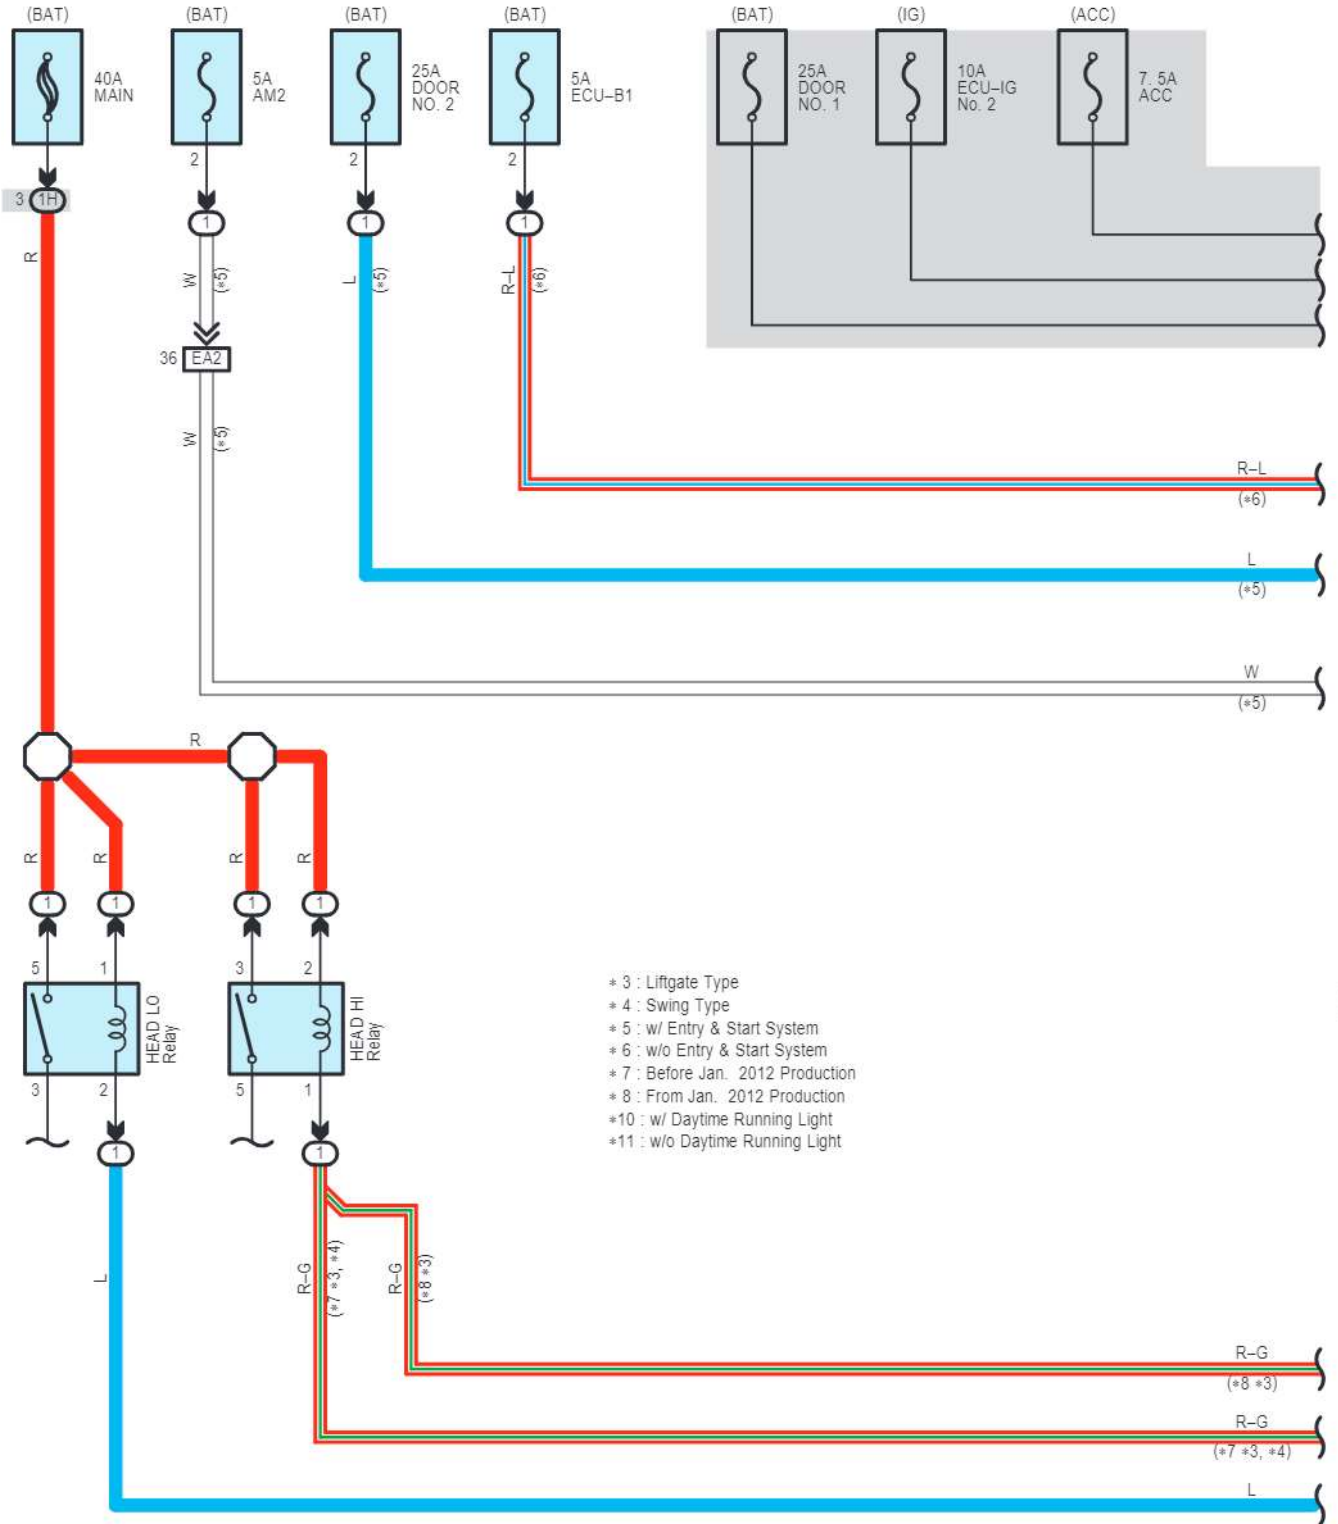 (BAT)
(BAT)
(BAT)
(BAT)
(BAT)
(IG)
(ACC)
40A
MAIN
5A
AM2
25A
DOOR
NO. 2
5A
ECU–B1
25A
DOOR
NO. 1
10A
ECU–IG
No. 2
7. 5A
ACC
2
2
2
3
1H
1
1
1
R
W
(*5)
L
(*5)
R–L
(*6)
36
EA2
W
(*5)
R–L
(*6)
L
(*5)
W
(*5)
R
R
R
R
R
1
1
1
1
5
1
3
2
HEAD LO
Relay
HEAD HI
Relay
3
2
5
1
1
1
* 3 : Liftgate Type
* 4 : Swing Type
* 5 : w/ Entry & Start System
* 6 : w/o Entry & Start System
* 7 : Before Jan. 2012 Production
* 8 : From Jan. 2012 Production
*10 : w/ Daytime Running Light
*11 : w/o Daytime Running Light
L
R–G
(*7 *3, *4)
R–G
(*8 *3)
R–G
(*8 *3)
R–G
(*7 *3, *4)
L